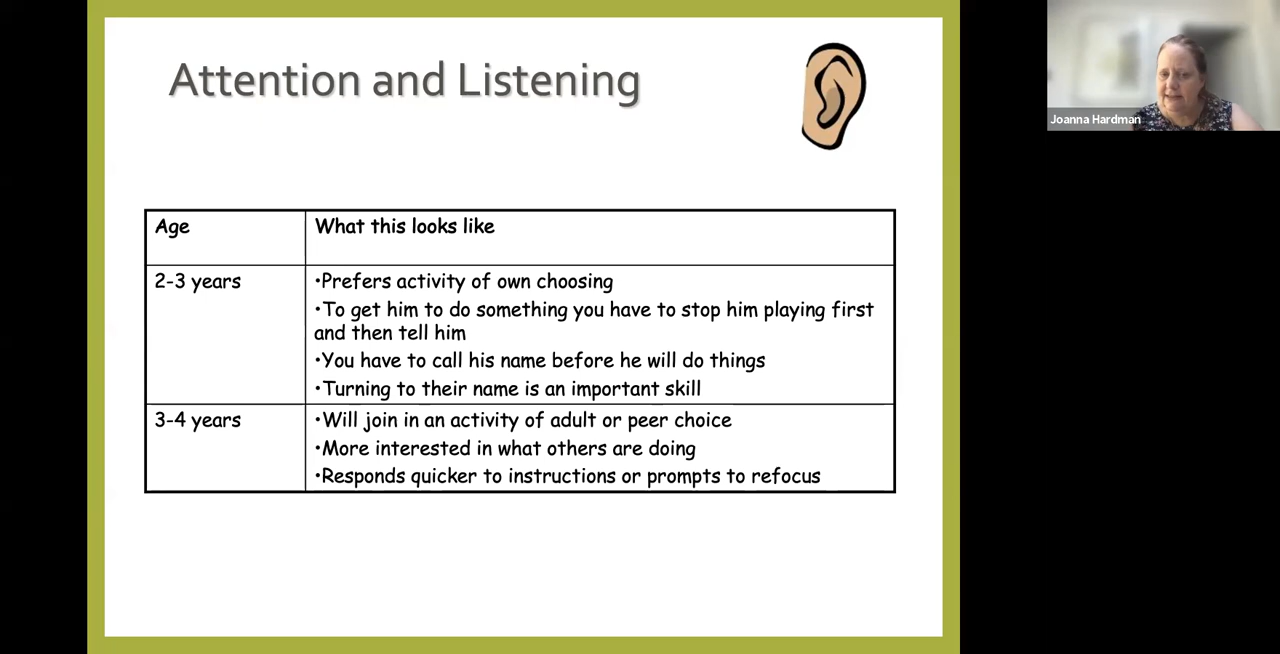 Attention and Listening
Joanna Hardman
Age
What this looks like
2-3 years
•Prefers activity of own choosing
•To get him to do something you have to stop him playing first
and then tell him
•You have to call his name before he will do things
•Turning to their name is an important skill
3-4 years
•Will join in an activity of adult or peer choice
•More interested in what others are doing
•Responds quicker to instructions or prompts to refocus